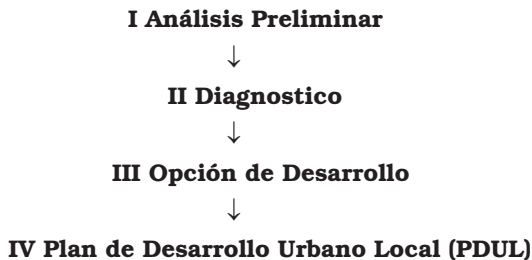 I Análisis Preliminar
↓
II Diagnostico
↓
III Opción de Desarrollo
↓
IV Plan de Desarrollo Urbano Local (PDUL)